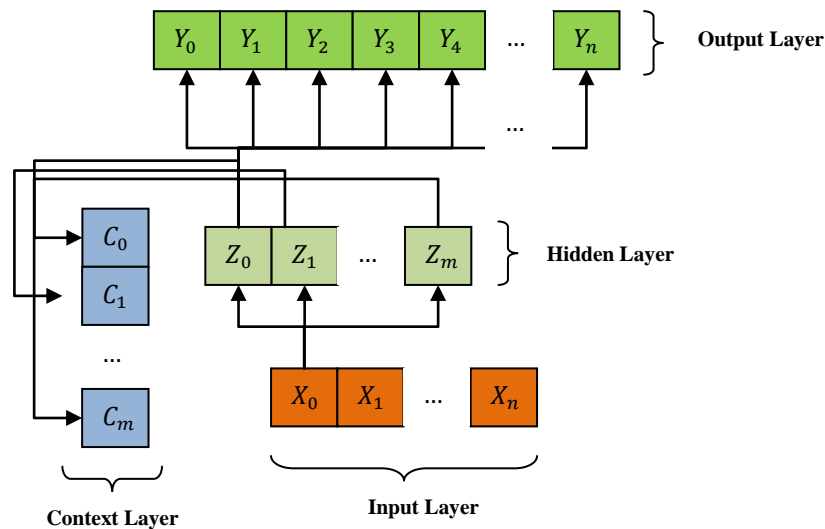 Y₀ Y₁ Y₂ Y₃ Y₄ ... Yₙ Output Layer
...
C₀ Z₀ Z₁ ... Zₘ Hidden Layer
C₁
...
Cₘ X₀ X₁ ... Xₙ
Context Layer Input Layer